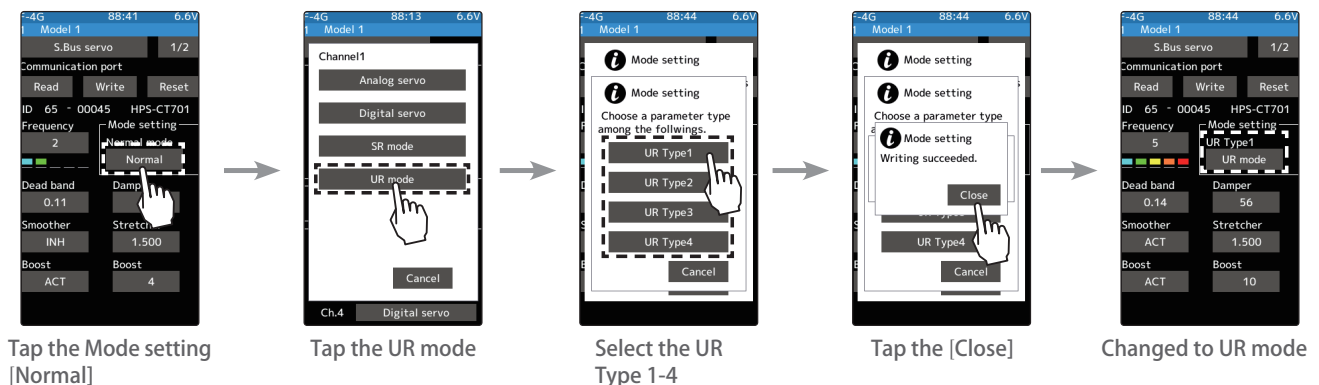 -4G 88:41 6.6V
Model 1
S.Bus servo 1/2
Communication port
Read Write Reset
ID 65 - 00045 HPS-CT701
Frequency Mode setting
2 Normal mode
Normal
Dead band Damp
0.11
Smoother Stretcher
INH 1.500
Boost Boost
ACT 4
Tap the Mode setting
[Normal]
-4G 88:13 6.6V
Model 1
Channel1
Analog servo
Digital servo
SR mode
UR mode
Cancel
Ch.4 Digital servo
Tap the UR mode
-4G 88:44 6.6V
Model 1
Mode setting
Mode setting
Choose a parameter type
among the follwings.
UR Type1
UR Type2
UR Type3
UR Type4
Cancel
Select the UR
Type 1-4
-4G 88:44 6.6V
Model 1
Mode setting
Mode setting
Choose a parameter type
Mode setting
Writing succeeded.
Close
UR Type4
Cancel
Tap the [Close]
-4G 88:44 6.6V
Model 1
S.Bus servo 1/2
Communication port
Read Write Reset
ID 65 - 00045 HPS-CT701
Frequency Mode setting
5 UR Type1
UR mode
Dead band Damper
0.14 56
Smoother Stretcher
ACT 1.500
Boost Boost
ACT 10
Changed to UR mode